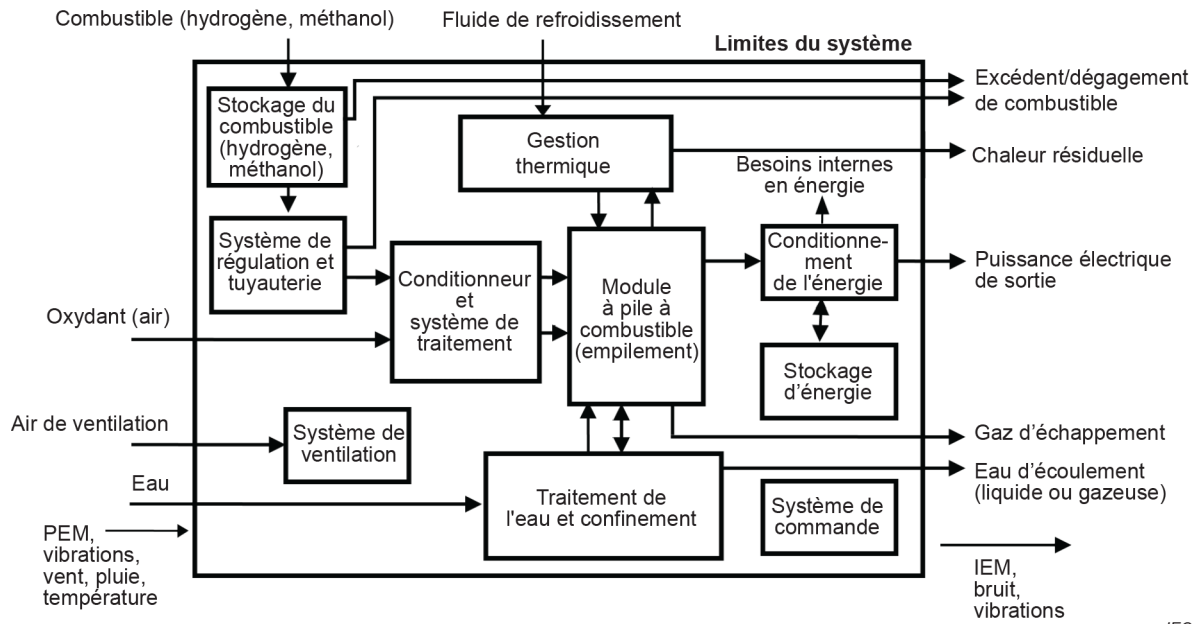 Combustible (hydrogène, méthanol)
Fluide de refroidissement
Limites du système
Stockage du
combustible
(hydrogène,
méthanol)
Excédent/dégagement
de combustible
Gestion
thermique
Chaleur résiduelle
Besoins internes
en énergie
Système de
régulation et
tuyauterie
Conditionneur
et
système de
traitement
Module
à pile à
combustible
(empilement)
Conditionne-
ment
de l'énergie
Puissance électrique
de sortie
Oxydant (air)
Stockage
d’énergie
Air de ventilation
Système de
ventilation
Gaz d’échappement
Eau
Traitement de
l'eau et confinement
Eau d’écoulement
(liquide ou gazeuse)
Système de
commande
PEM,
vibrations,
vent, pluie,
température
IEM,
bruit,
vibrations